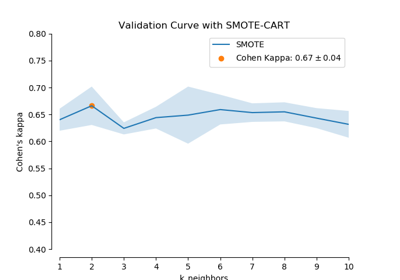 Validation Curve with SMOTE-CART
0.80
SMOTE
Cohen Kappa: 0.67 ± 0.04
0.75
0.70
0.65
0.60
0.55
0.50
0.45
0.40
Cohen's kappa
1 2 3 4 5 6 7 8 9 10
k_neighbors